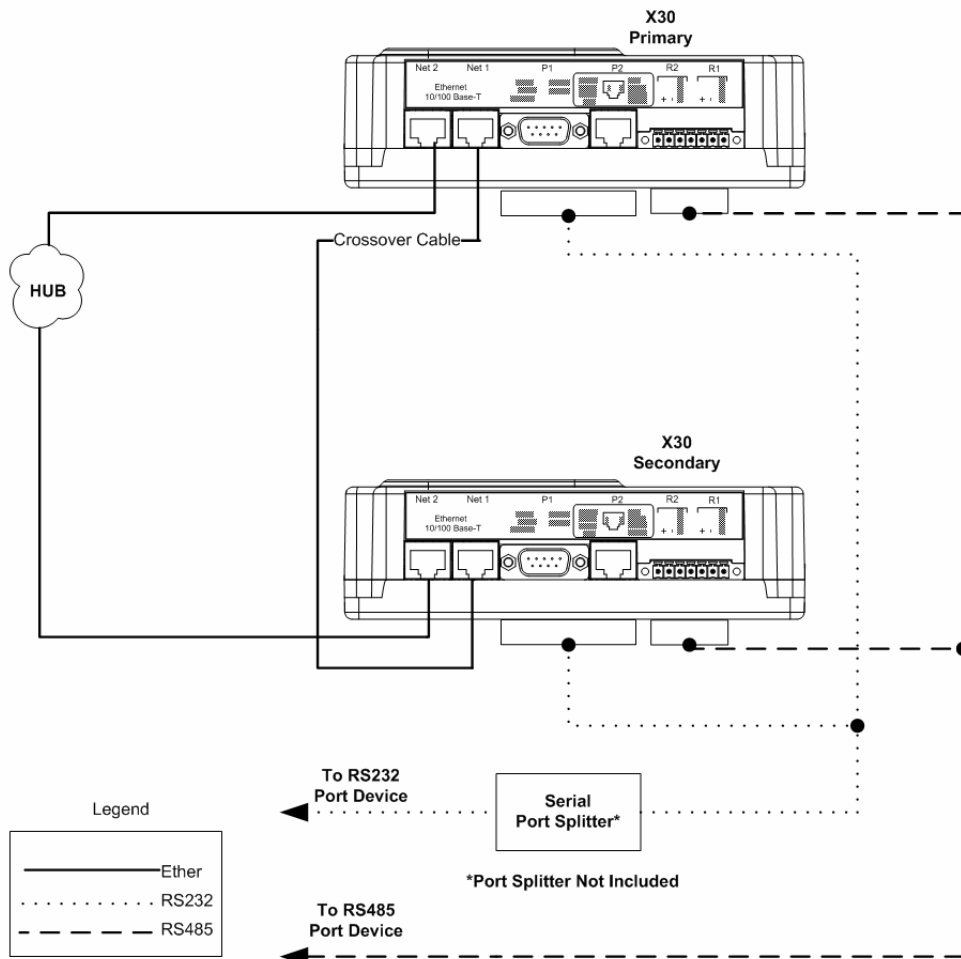 X30
Primary
Net 2 Net 1 P1 P2 R2 R1
Ethernet
10/100 Base-T
+ - + -
Crossover Cable
HUB
X30
Secondary
Net 2 Net 1 P1 P2 R2 R1
Ethernet
10/100 Base-T
+ - + -
To RS232
Port Device
Serial
Port Splitter*
Legend
Ether
RS232
RS485
*Port Splitter Not Included
To RS485
Port Device